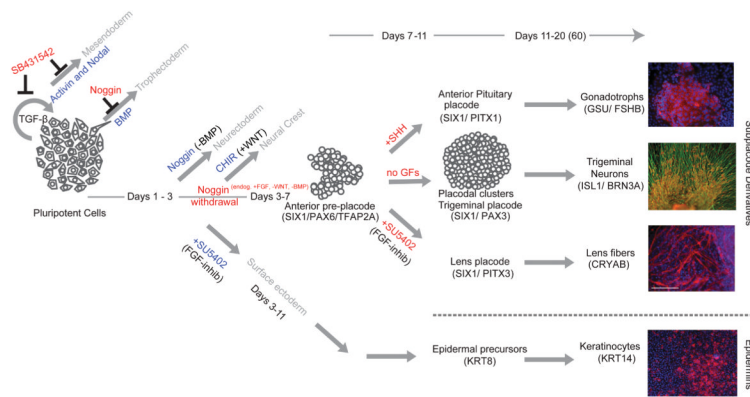 Days 7-11
Days 11-20 (60)
SB431542
Mesendoderm
Activin and Nodal
Trophectoderm
Noggin
BMP
TGF-β
Pluripotent Cells
Days 1 - 3
Noggin (-BMP)
Neurectoderm
CHIR (+WNT)
Neural Crest
Noggin (endog. +FGF, -WNT, -BMP)
withdrawal
Days 3-7
Anterior pre-placode
(SIX1/PAX6/TFAP2A)
+SHH
no GFs
+SU5402
(FGF-inhib)
Anterior Pituitary
placode
(SIX1/ PITX1)
Gonadotrophs
(GSU/ FSHB)
Placodal clusters
Trigeminal placode
(SIX1/ PAX3)
Trigeminal
Neurons
(ISL1/ BRN3A)
Lens placode
(SIX1/ PITX3)
Lens fibers
(CRYAB)
+SU5402
(FGF-inhib)
Surface ectoderm
Days 3-11
Epidermal precursors
(KRT8)
Keratinocytes
(KRT14)
Derivatives
Epidermis